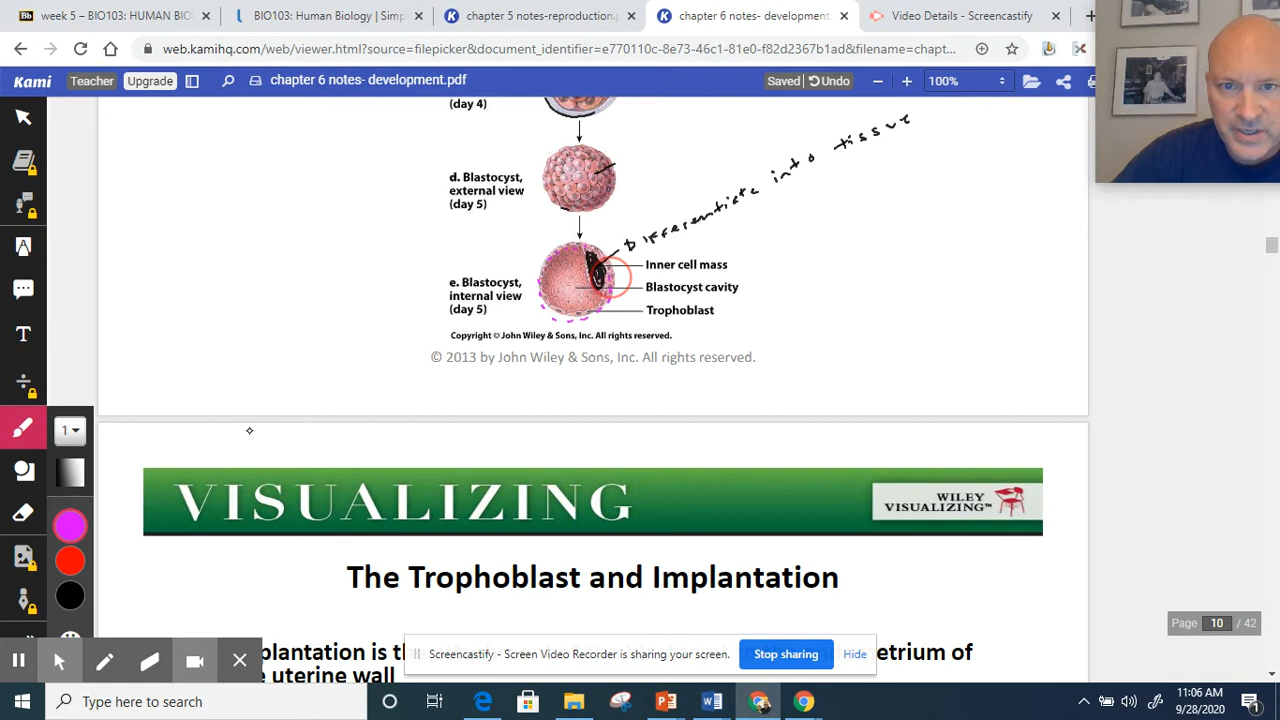 week 5 – BIO103: HUMAN BIO
BIO103: Human Biology | Simp
chapter 5 notes-reproduction.p
chapter 6 notes- development
Video Details - Screencastify
web.kamihq.com/web/viewer.html?source=filepicker&document_identifier=e770110c-8e73-46c1-81e0-f82d2367b1ad&filename=chapt...
Kami
Teacher
Upgrade
chapter 6 notes- development.pdf
Saved
Undo
100%
(day 4)
d. Blastocyst,
external view
(day 5)
Differentiate into tissue
e. Blastocyst,
internal view
(day 5)
Inner cell mass
Blastocyst cavity
Trophoblast
Copyright © John Wiley & Sons, Inc. All rights reserved.
© 2013 by John Wiley & Sons, Inc. All rights reserved.
1
VISUALIZING
WILEY
VISUALIZING™
The Trophoblast and Implantation
Page 10 / 42
plantation is
etrium of
uterine wall
Screencastify - Screen Video Recorder is sharing your screen.
Stop sharing
Hide
Type here to search
11:06 AM
9/28/2020